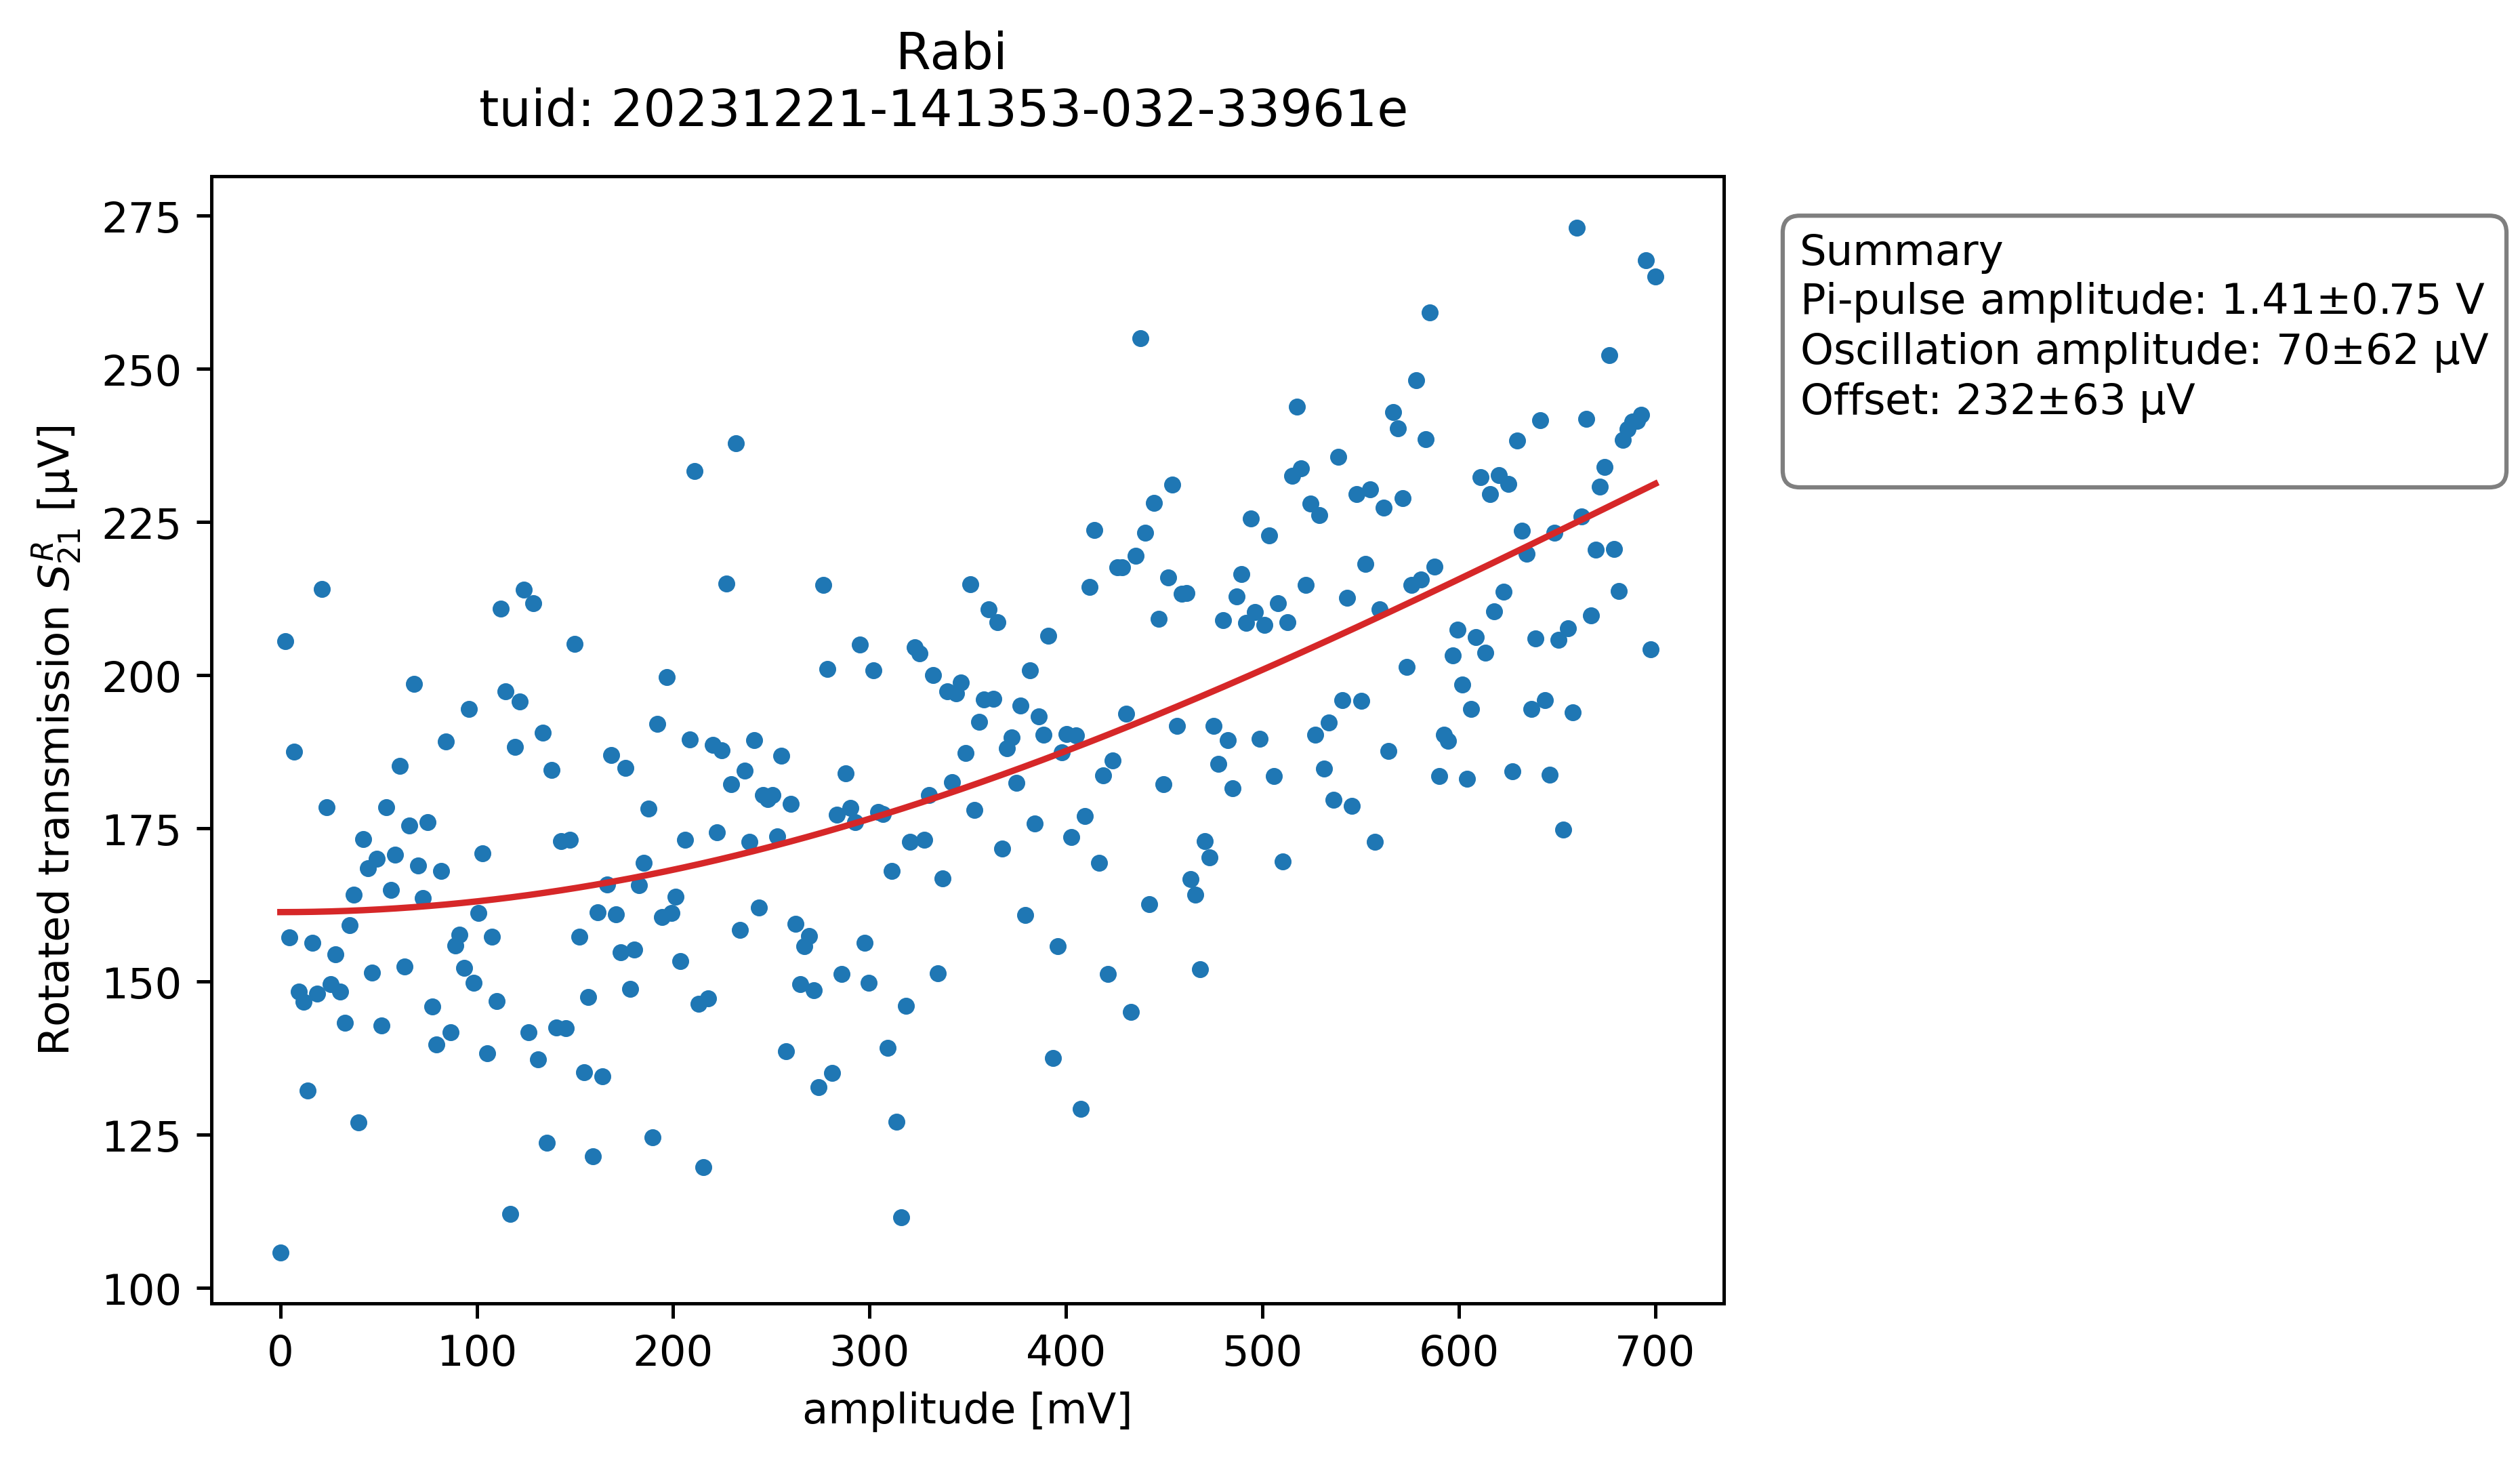 Rabi
tuid: 20231221-141353-032-33961e
Rotated transmission $S_{21}^{R}$ [µV]
275
250
225
200
175
150
125
100
0 100 200 300 400 500 600 700
amplitude [mV]
Summary
Pi-pulse amplitude: 1.41±0.75 V
Oscillation amplitude: 70±62 µV
Offset: 232±63 µV